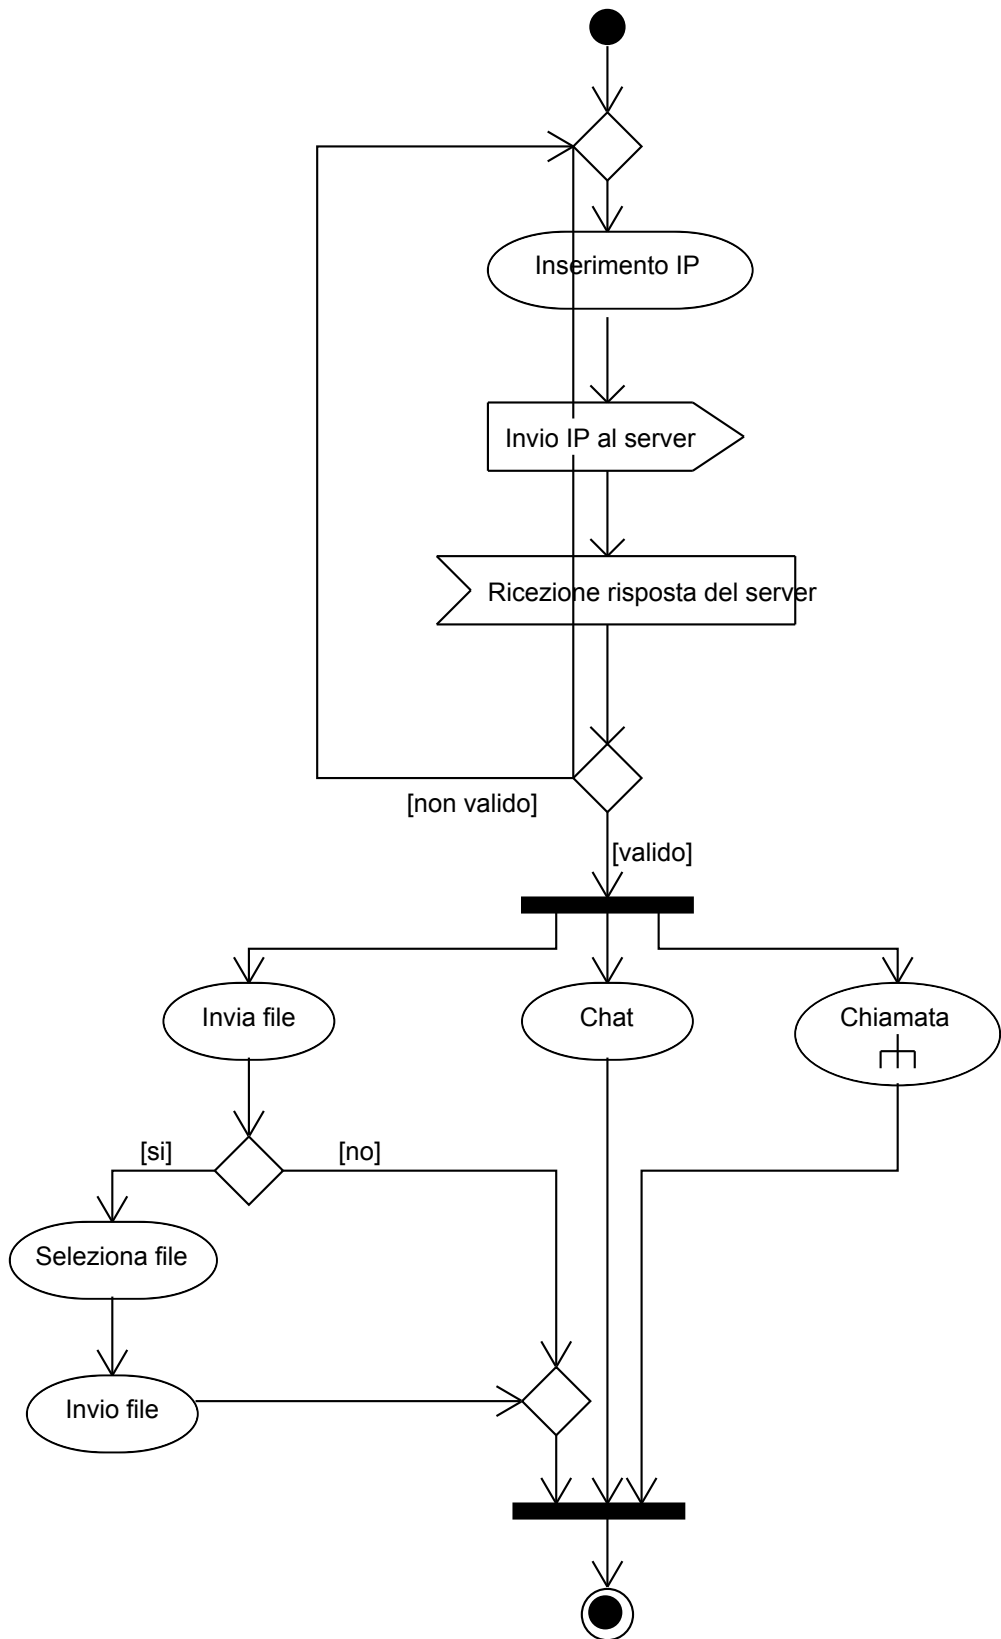 Inserimento IP
Invio IP al server
Ricezione risposta del server
[non valido]
[valido]
Invia file
Chat
Chiamata
[si]
[no]
Seleziona file
Invio file